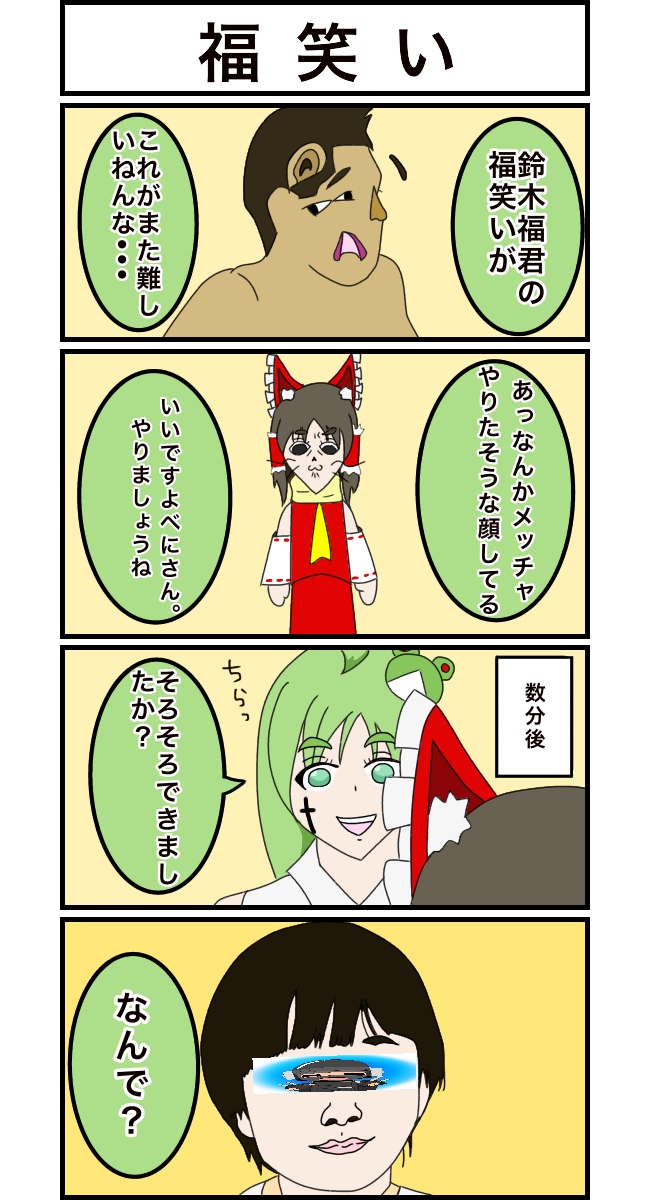 福笑い
鈴木福君の
福笑いが
これがまた難し
いねんな・・・
あっなんかメッチャ
やりたそうな顔してる
いいですよべにさん。
やりましょうね
数分後
ちらっ
そろそろできまし
たか？
なんで？